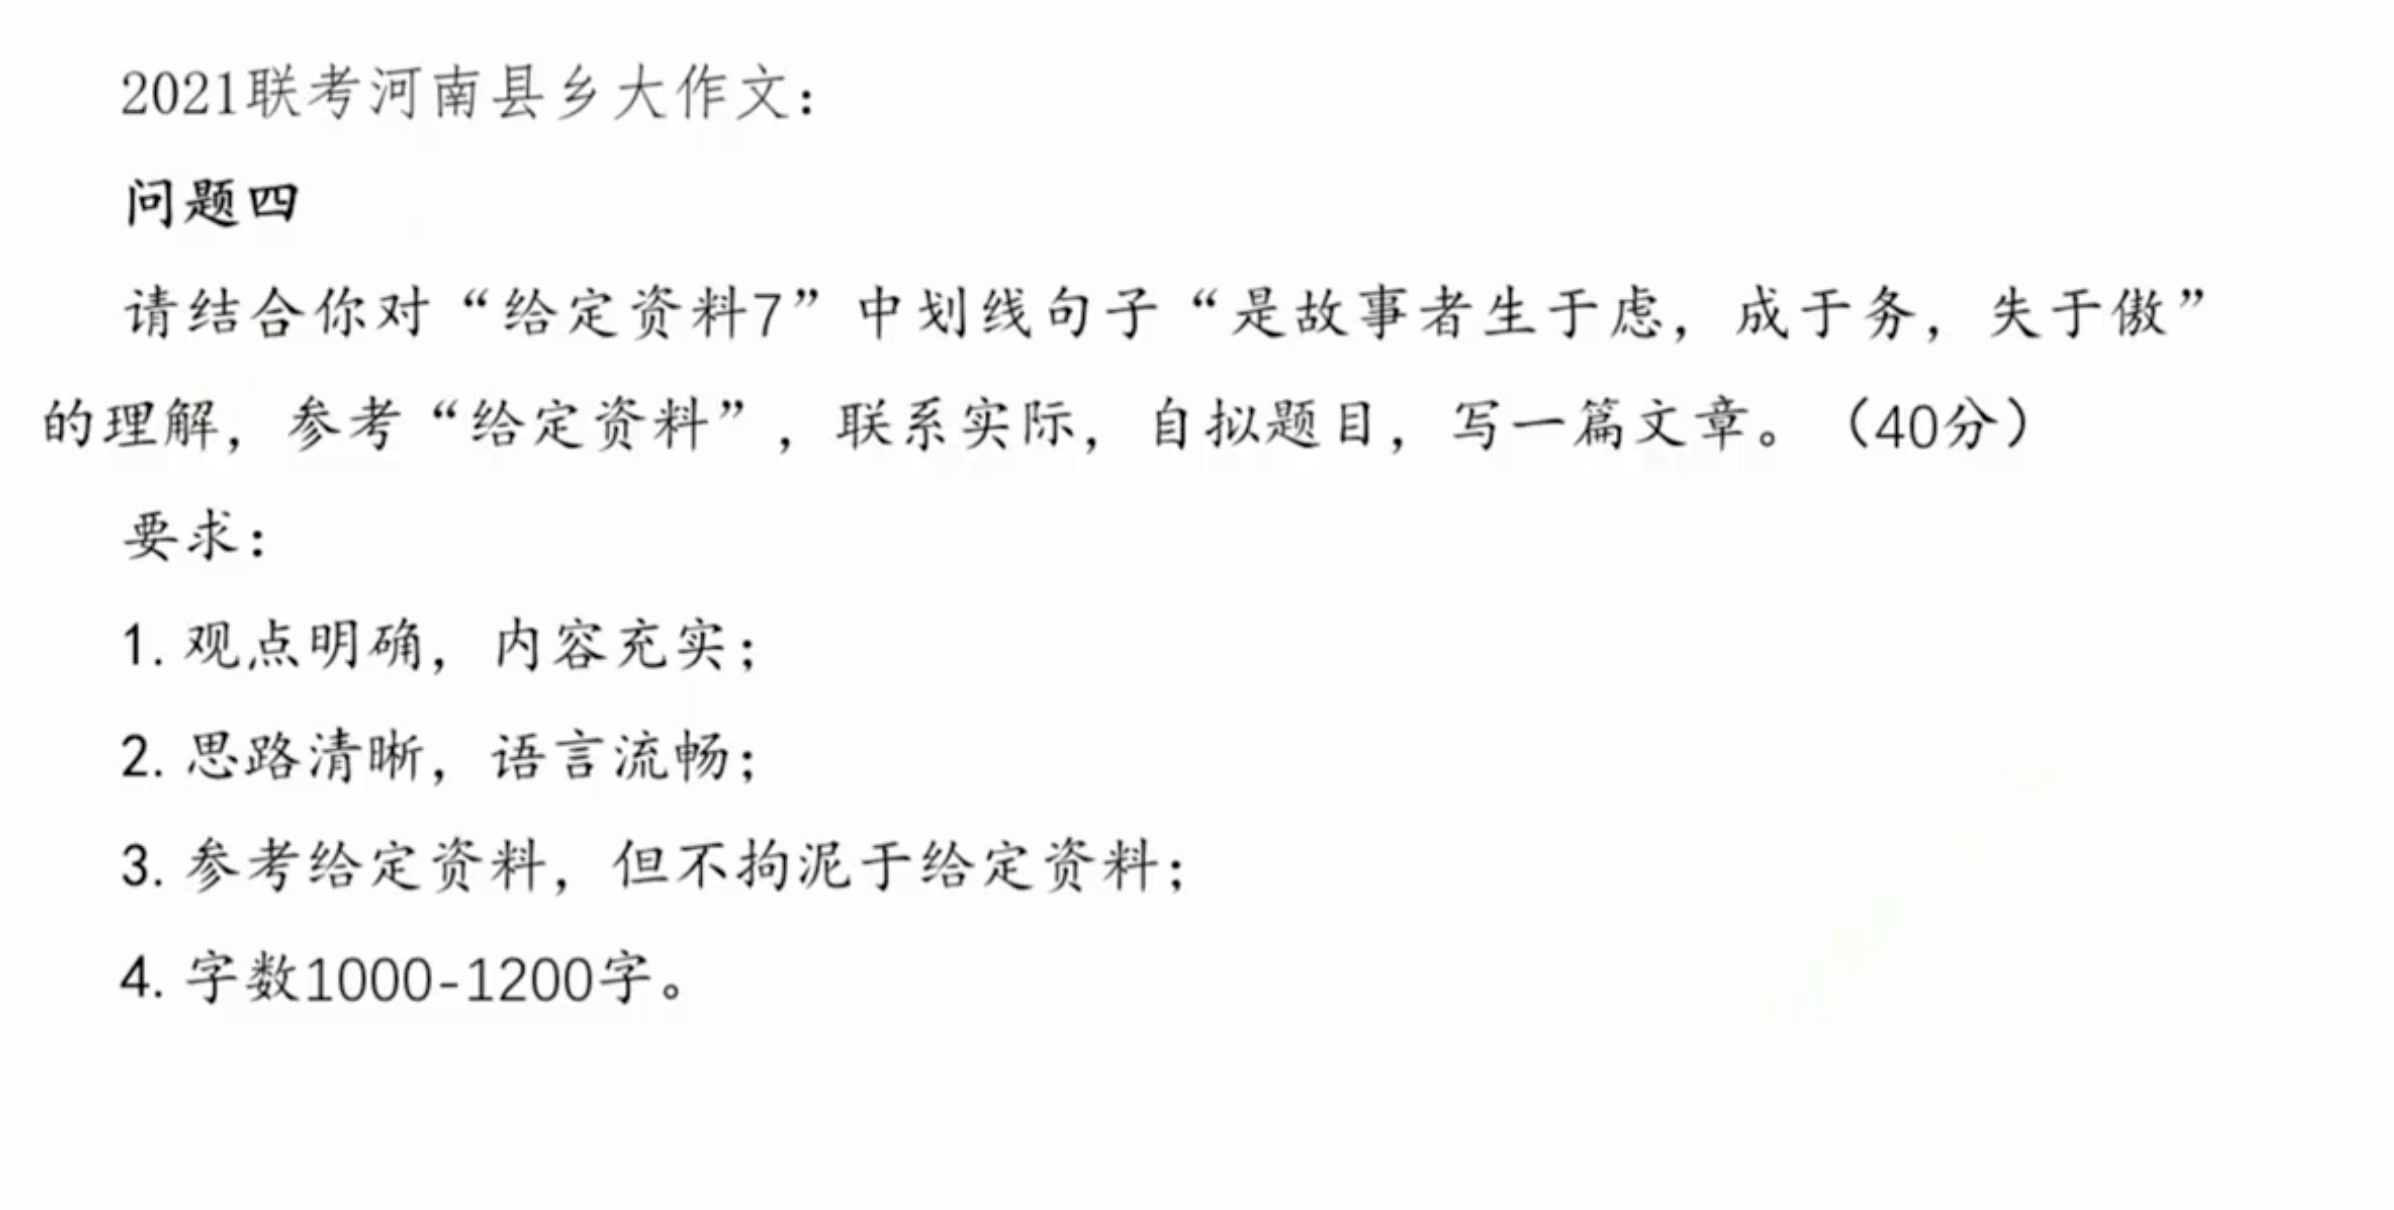 2021联考河南县乡大作文：
问题四
请结合你对“给定资料7”中划线句子“是故事者生于虑，成于务，失于傲”
的理解，参考“给定资料”，联系实际，自拟题目，写一篇文章。（40分）
要求：
1. 观点明确，内容充实；
2. 思路清晰，语言流畅；
3. 参考给定资料，但不拘泥于给定资料；
4. 字数1000-1200字。